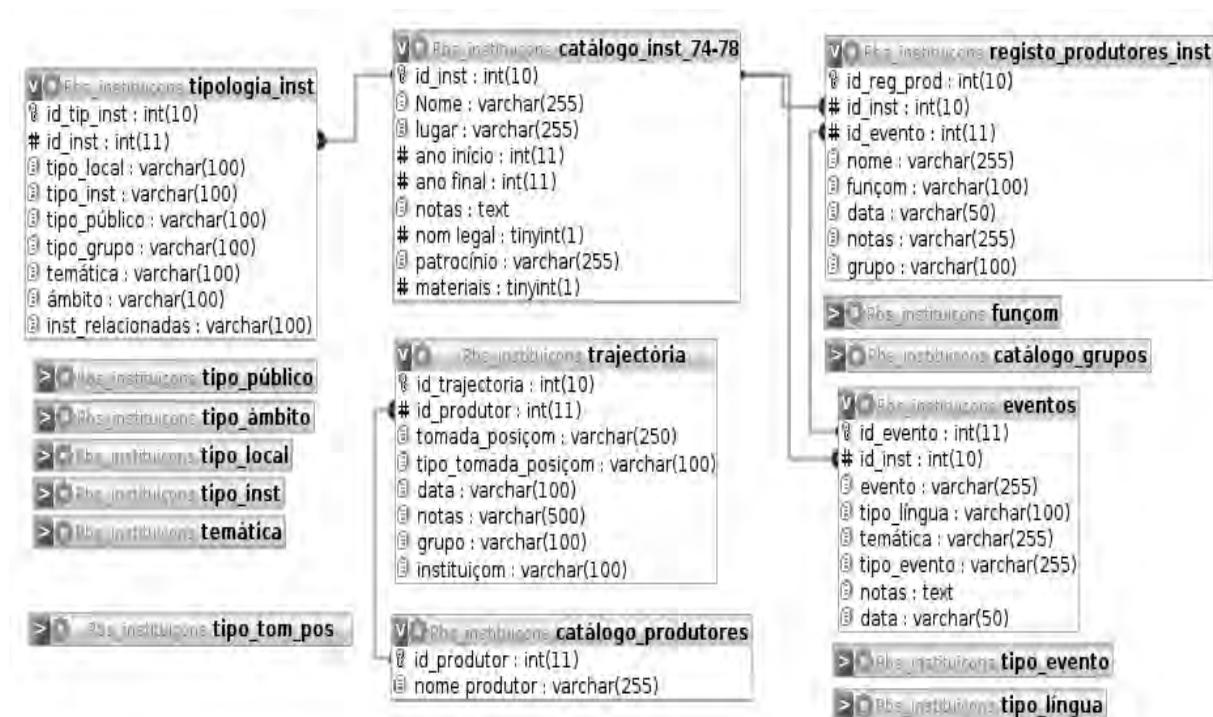 tipologia_inst
id_tip_inst : int(10)
# id_inst : int(11)
tipo_local : varchar(100)
tipo_inst : varchar(100)
tipo_público : varchar(100)
tipo_grupo : varchar(100)
temática : varchar(100)
ámbito : varchar(100)
inst_relacionadas : varchar(100)
tipo_público
tipo_ámbito
tipo_local
tipo_inst
temática
tipo_tom_pos
catálogo_inst_74-78
id_inst : int(10)
Nome : varchar(255)
lugar : varchar(255)
# ano início : int(11)
# ano final : int(11)
notas : text
# nom legal : tinyint(1)
patrocínio : varchar(255)
# materiais : tinyint(1)
trajectória
id_trajectoria : int(10)
# id_produtor : int(11)
tomada_posiçom : varchar(250)
tipo_tomada_posiçom : varchar(100)
data : varchar(100)
notas : varchar(500)
grupo : varchar(100)
instituiçom : varchar(100)
catálogo_produtores
id_produtor : int(11)
nome produtor : varchar(255)
registo_produtores_inst
id_reg_prod : int(10)
# id_inst : int(10)
# id_evento : int(11)
nome : varchar(255)
funçom : varchar(100)
data : varchar(50)
notas : varchar(255)
grupo : varchar(100)
funçom
catálogo_grupos
eventos
id_evento : int(11)
# id_inst : int(10)
evento : varchar(255)
tipo_língua : varchar(100)
temática : varchar(255)
tipo_evento : varchar(255)
notas : text
data : varchar(50)
tipo_evento
tipo_língua